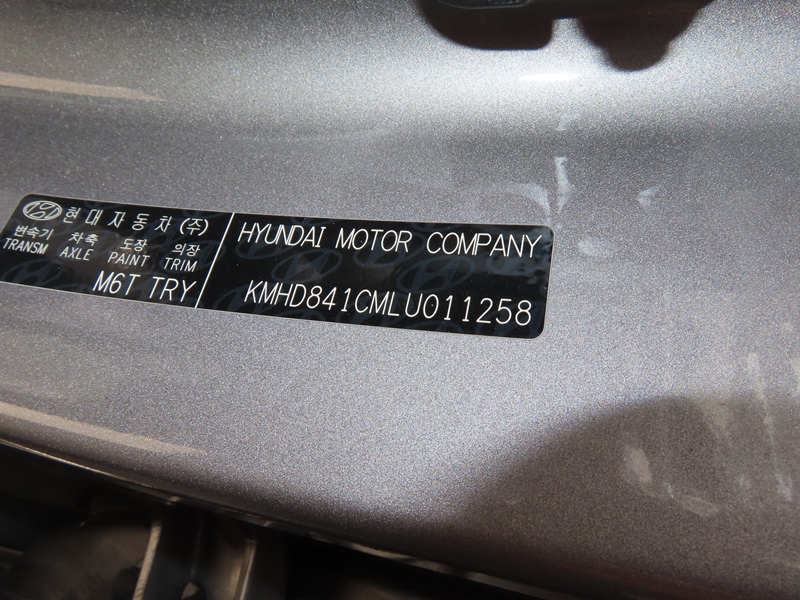 현대자동차(주)
변속기 차축 도장 의장
TRANSM AXLE PAINT TRIM
M6T TRY
HYUNDAI MOTOR COMPANY
KMHD841CMLU011258